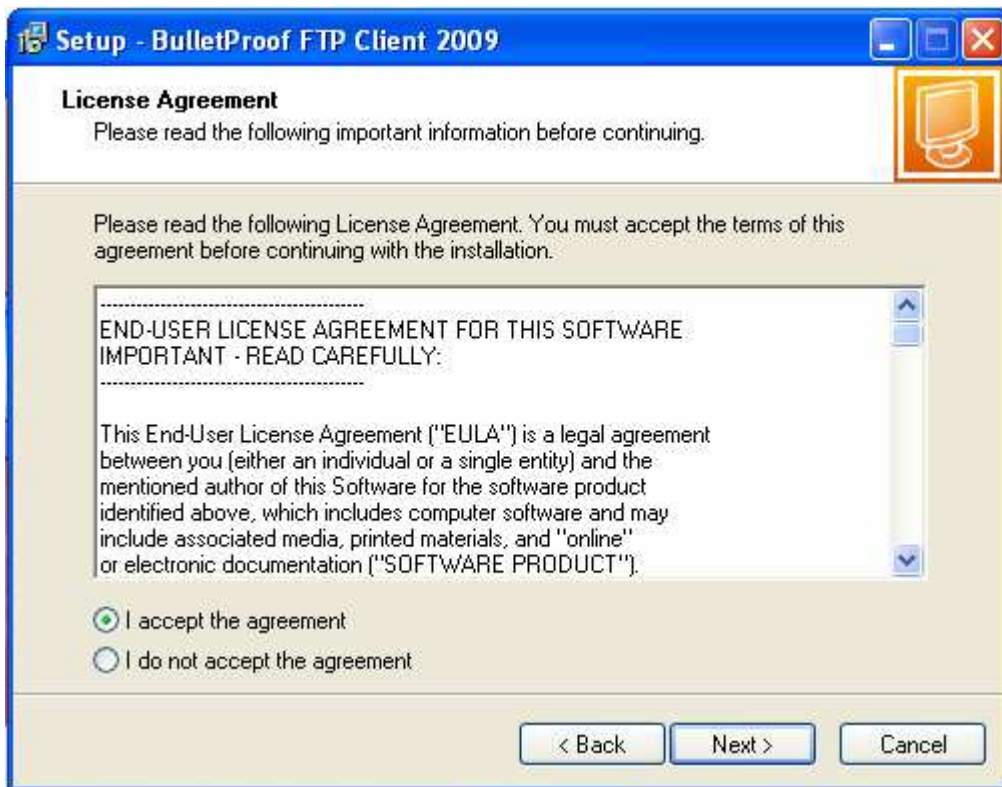 Setup - BulletProof FTP Client 2009
License Agreement
Please read the following important information before continuing.
Please read the following License Agreement. You must accept the terms of this
agreement before continuing with the installation.
--------------------------------------------
END-USER LICENSE AGREEMENT FOR THIS SOFTWARE
IMPORTANT - READ CAREFULLY:
--------------------------------------------
This End-User License Agreement ("EULA") is a legal agreement
between you (either an individual or a single entity) and the
mentioned author of this Software for the software product
identified above, which includes computer software and may
include associated media, printed materials, and "online"
or electronic documentation ("SOFTWARE PRODUCT").
I accept the agreement
I do not accept the agreement
< Back
Next >
Cancel